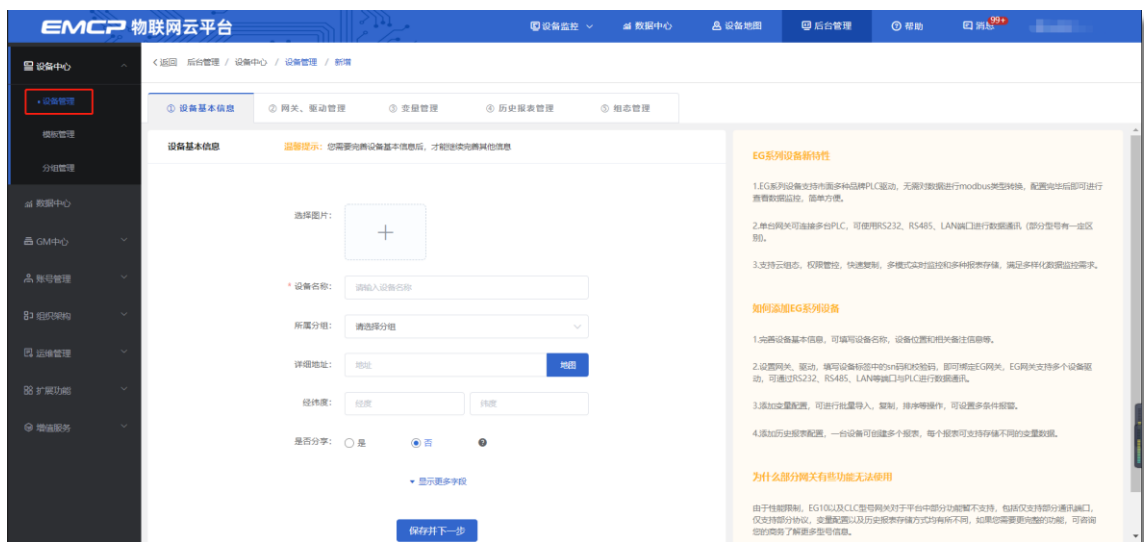 EMCP 物联网云平台
设备监控
数据中心
设备地图
后台管理
帮助
消息
99+
设备中心
设备管理
模板管理
分组管理
数据中心
GM中心
账号管理
组织架构
运维管理
扩展功能
增值服务
<返回 后台管理 / 设备中心 / 设备管理 / 新增
① 设备基本信息
② 网关、驱动管理
③ 变量管理
④ 历史报表管理
⑤ 组态管理
设备基本信息
温馨提示：您需要完善设备基本信息后，才能继续完善其他信息
选择图片：
* 设备名称：
请输入设备名称
所属分组：
请选择分组
详细地址：
地址
地图
经纬度：
经度
纬度
是否分享：
是
否
显示更多字段
保存并下一步
EG系列设备新特性
1.EG系列设备支持市面多种品牌PLC驱动，无需对数据进行modbus类型转换，配置完毕后即可进行
查看数据监控，简单方便。
2.单台网关可连接多台PLC，可使用RS232、RS485、LAN端口进行数据通讯（部分型号有一定区
别）。
3.支持云组态、权限管控，快速复制、多模式实时监控和多种报表存储，满足多样化数据监控需求。
如何添加EG系列设备
1.完善设备基本信息，可填写设备名称，设备位置和相关备注信息等。
2.设置网关、驱动，填写设备标签中的sn码和校验码，即可绑定EG网关，EG网关支持多个设备驱
动，可通过RS232、RS485、LAN等端口与PLC进行数据通讯。
3.添加变量配置，可进行批量导入，复制，排序等操作，可设置多条件报警。
4.添加历史报表配置，一台设备可创建多个报表，每个报表可支持存储不同的变量数据。
为什么部分网关有些功能无法使用
由于性能限制，EG10以及CLC型号网关对于平台中部分功能暂不支持，包括仅支持部分通讯端口，
仅支持部分协议，变量配置以及历史报表存储方式均有所不同，如果您需要更完整的功能，可咨询
您的商务了解更多型号信息。